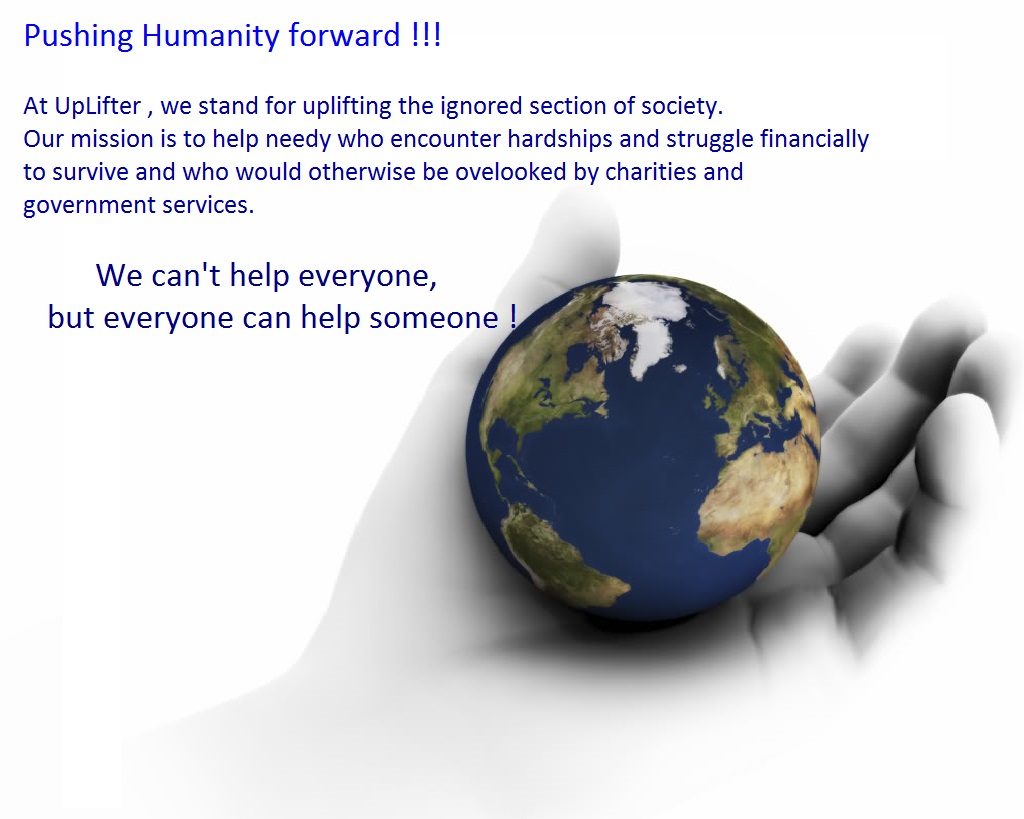 Pushing Humanity forward !!!
At UpLifter , we stand for uplifting the ignored section of society.
Our mission is to help needy who encounter hardships and struggle financially
to survive and who would otherwise be ovelooked by charities and
government services.
We can't help everyone,
but everyone can help someone !